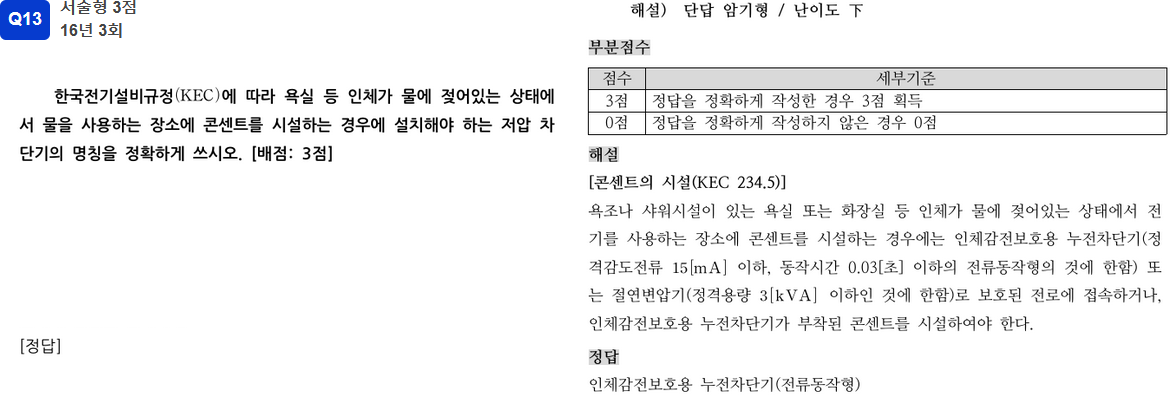 Q13
서술형 3점
16년 3회
한국전기설비규정(KEC)에 따라 욕실 등 인체가 물에 젖어있는 상태에
서 물을 사용하는 장소에 콘센트를 시설하는 경우에 설치해야 하는 저압 차
단기의 명칭을 정확하게 쓰시오. [배점: 3점]
[정답]
해설) 단답 암기형 / 난이도 下
부분점수
점수 세부기준
3점 정답을 정확하게 작성한 경우 3점 획득
0점 정답을 정확하게 작성하지 않은 경우 0점
해설
[콘센트의 시설(KEC 234.5)]
욕조나 샤워시설이 있는 욕실 또는 화장실 등 인체가 물에 젖어있는 상태에서 전
기를 사용하는 장소에 콘센트를 시설하는 경우에는 인체감전보호용 누전차단기(정
격감도전류 15[mA] 이하, 동작시간 0.03[초] 이하의 전류동작형의 것에 한함) 또
는 절연변압기(정격용량 3[kVA] 이하인 것에 한함)로 보호된 전로에 접속하거나,
인체감전보호용 누전차단기가 부착된 콘센트를 시설하여야 한다.
정답
인체감전보호용 누전차단기(전류동작형)